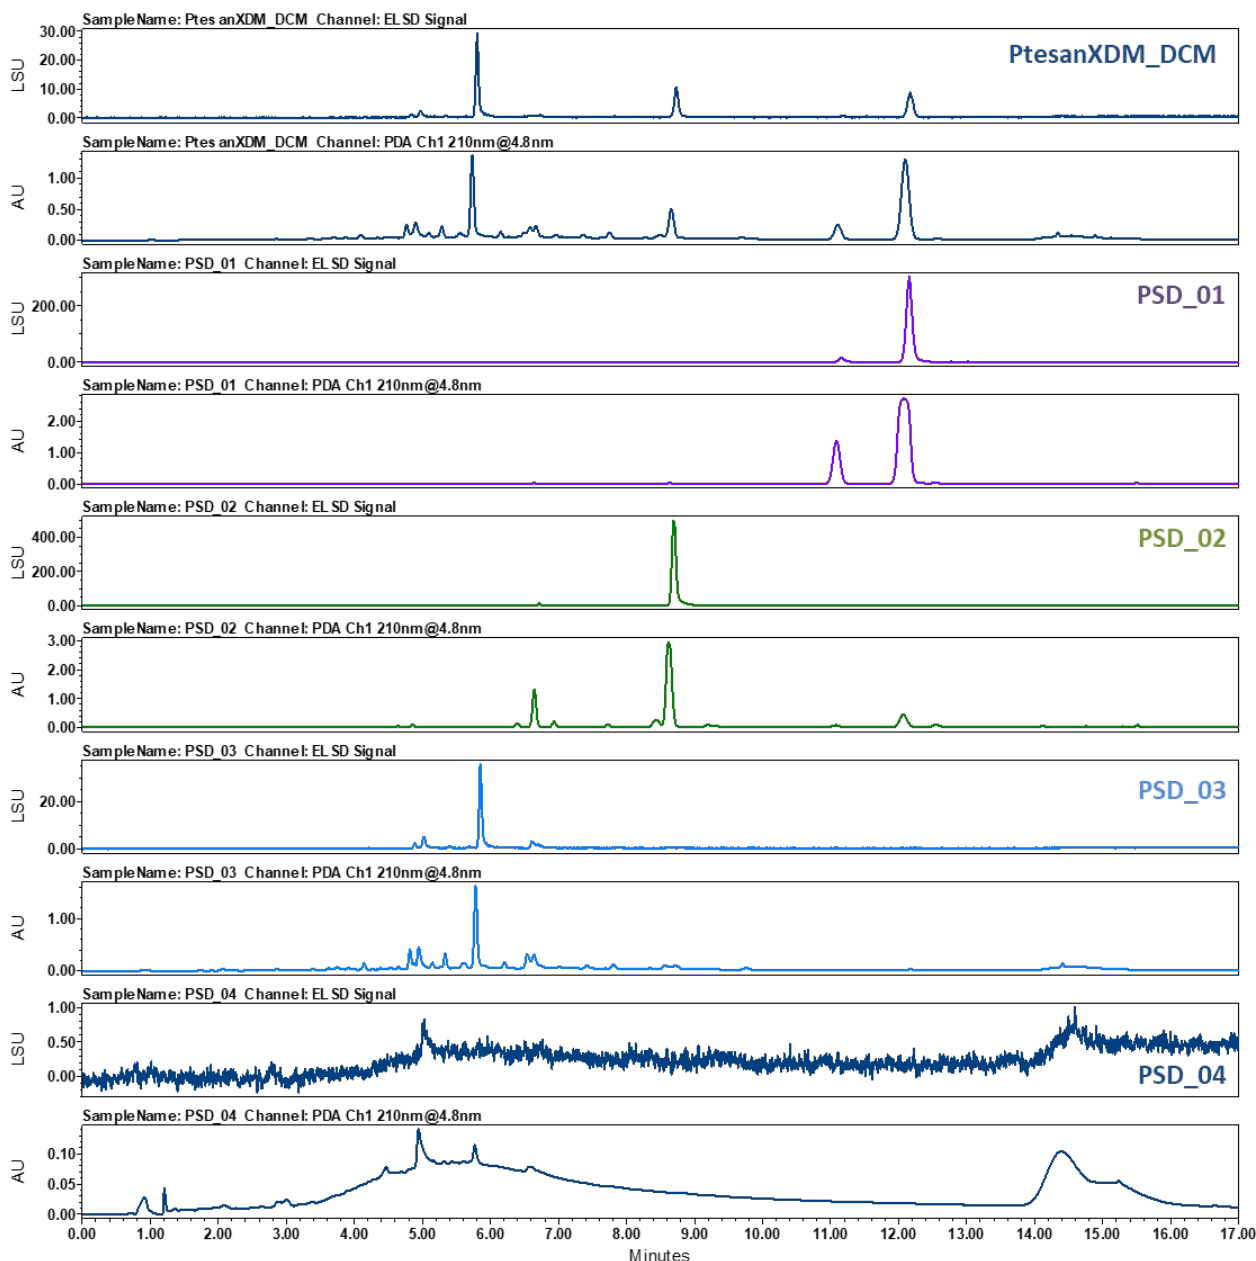 SampleName: PtesanXDM_DCM Channel: ELSD Signal
30.00
20.00
10.00
0.00
LSU
PtesanXDM_DCM
SampleName: PtesanXDM_DCM Channel: PDA Ch1 210nm@4.8nm
1.00
0.50
0.00
AU
SampleName: PSD_01 Channel: ELSD Signal
200.00
0.00
LSU
PSD_01
SampleName: PSD_01 Channel: PDA Ch1 210nm@4.8nm
2.00
1.00
0.00
AU
SampleName: PSD_02 Channel: ELSD Signal
400.00
200.00
0.00
LSU
PSD_02
SampleName: PSD_02 Channel: PDA Ch1 210nm@4.8nm
3.00
2.00
1.00
0.00
AU
SampleName: PSD_03 Channel: ELSD Signal
20.00
0.00
LSU
PSD_03
SampleName: PSD_03 Channel: PDA Ch1 210nm@4.8nm
1.00
0.00
AU
SampleName: PSD_04 Channel: ELSD Signal
1.00
0.50
0.00
LSU
PSD_04
SampleName: PSD_04 Channel: PDA Ch1 210nm@4.8nm
0.10
0.05
0.00
AU
0.00 1.00 2.00 3.00 4.00 5.00 6.00 7.00 8.00 9.00 10.00 11.00 12.00 13.00 14.00 15.00 16.00 17.00
Minutes